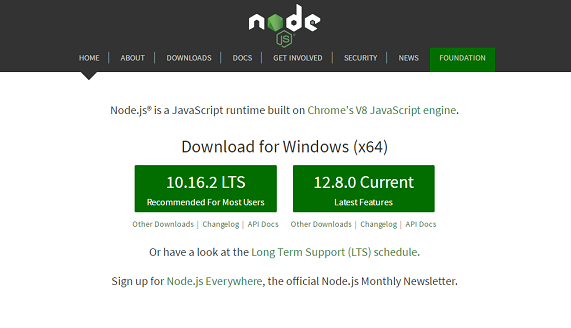 node
JS
HOME | ABOUT | DOWNLOADS | DOCS | GET INVOLVED | SECURITY | NEWS | FOUNDATION
Node.js® is a JavaScript runtime built on Chrome's V8 JavaScript engine.
Download for Windows (x64)
10.16.2 LTS 12.8.0 Current
Recommended For Most Users Latest Features
Other Downloads | Changelog | API Docs Other Downloads | Changelog | API Docs
Or have a look at the Long Term Support (LTS) schedule.
Sign up for Node.js Everywhere, the official Node.js Monthly Newsletter.